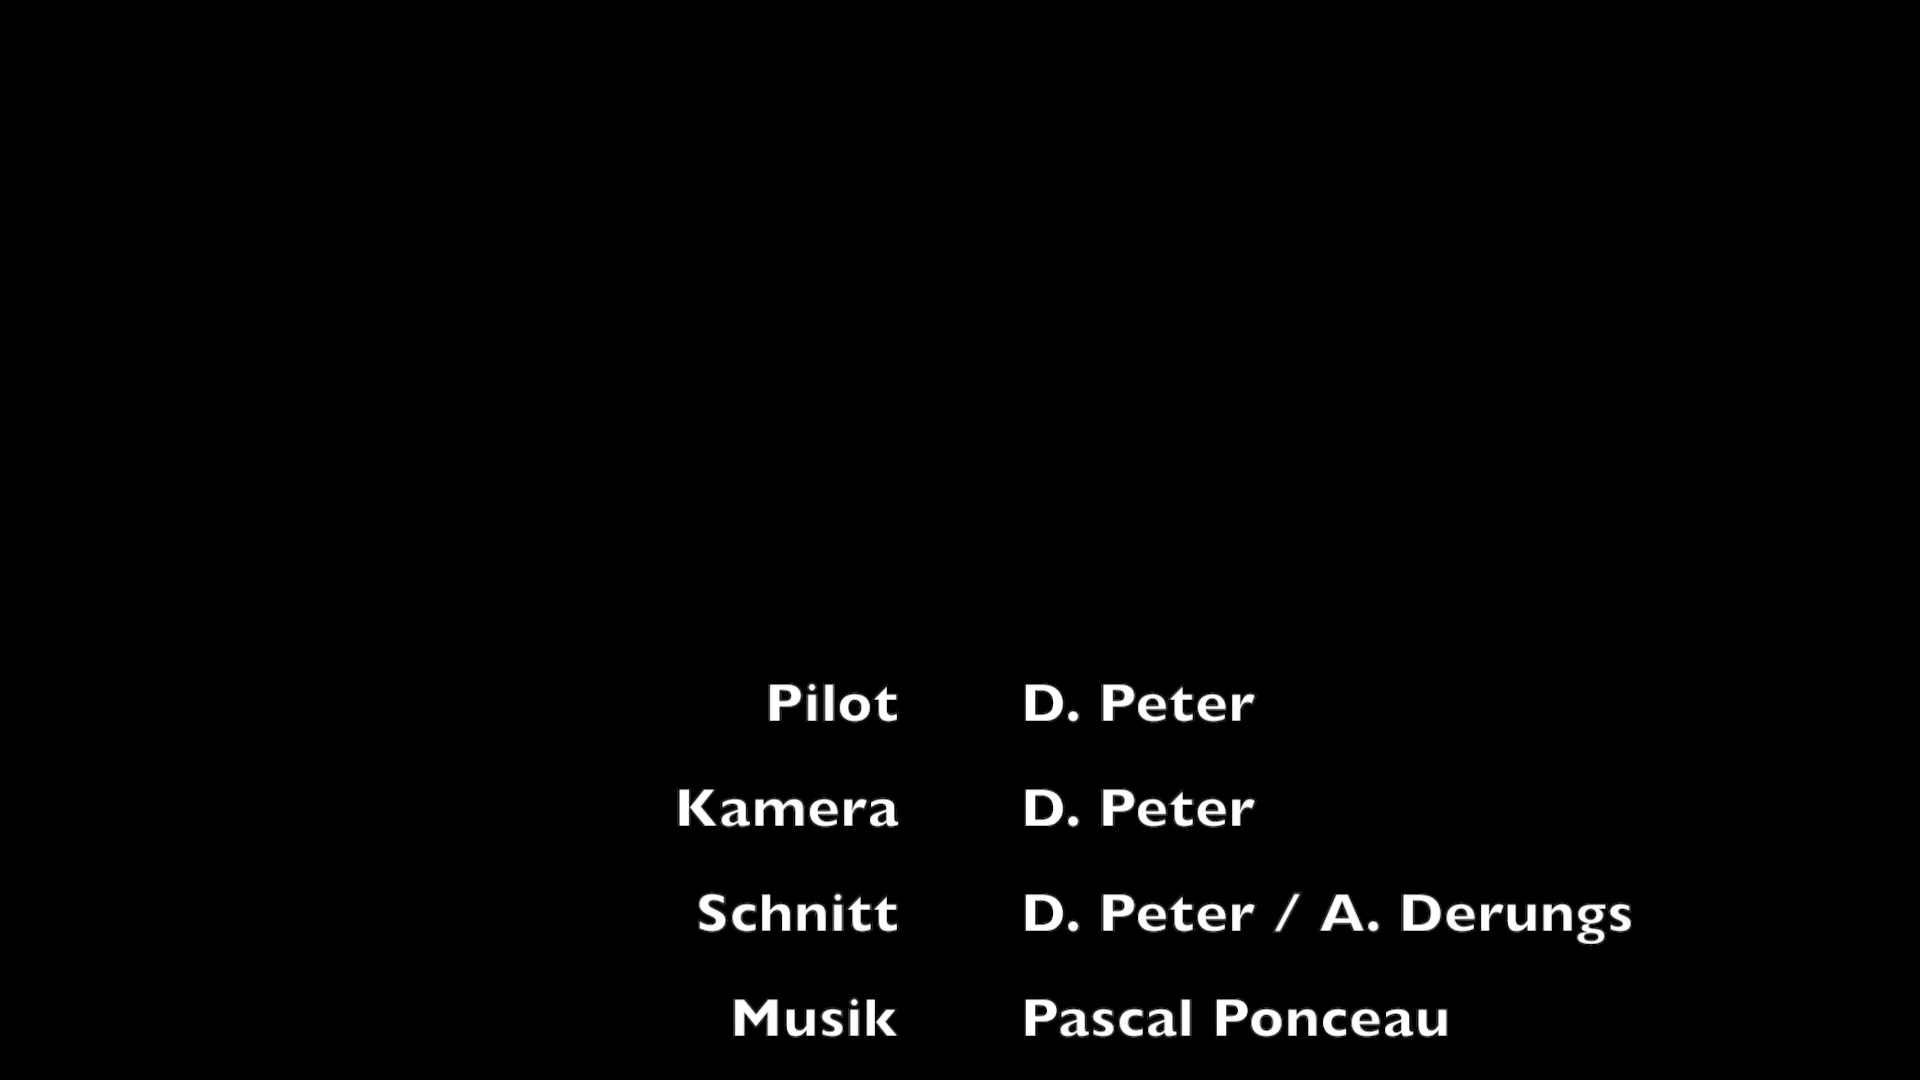 Pilot D. Peter
Kamera D. Peter
Schnitt D. Peter / A. Derungs
Musik Pascal Ponceau